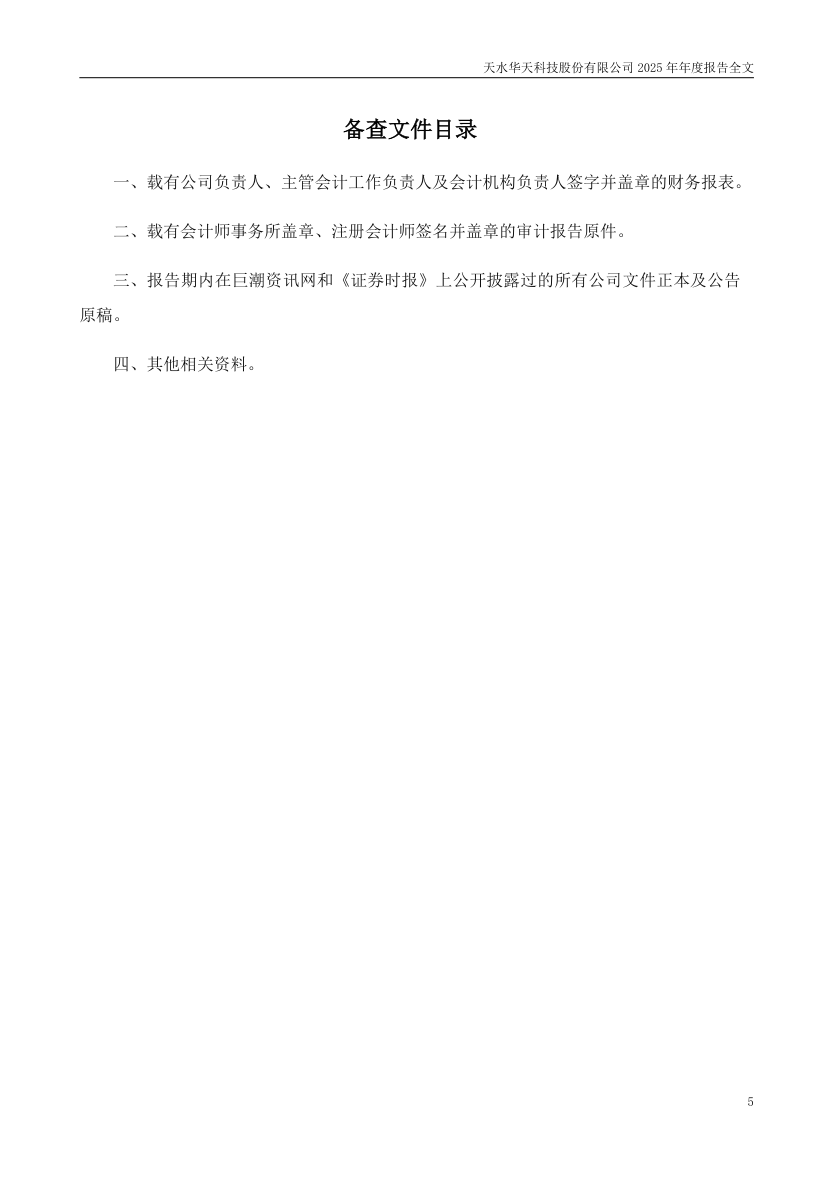 天水华天科技股份有限公司 2025 年年度报告全文
备查文件目录
一、载有公司负责人、主管会计工作负责人及会计机构负责人签字并盖章的财务报表。
二、载有会计师事务所盖章、注册会计师签名并盖章的审计报告原件。
三、报告期内在巨潮资讯网和《证券时报》上公开披露过的所有公司文件正本及公告
原稿。
四、其他相关资料。
5